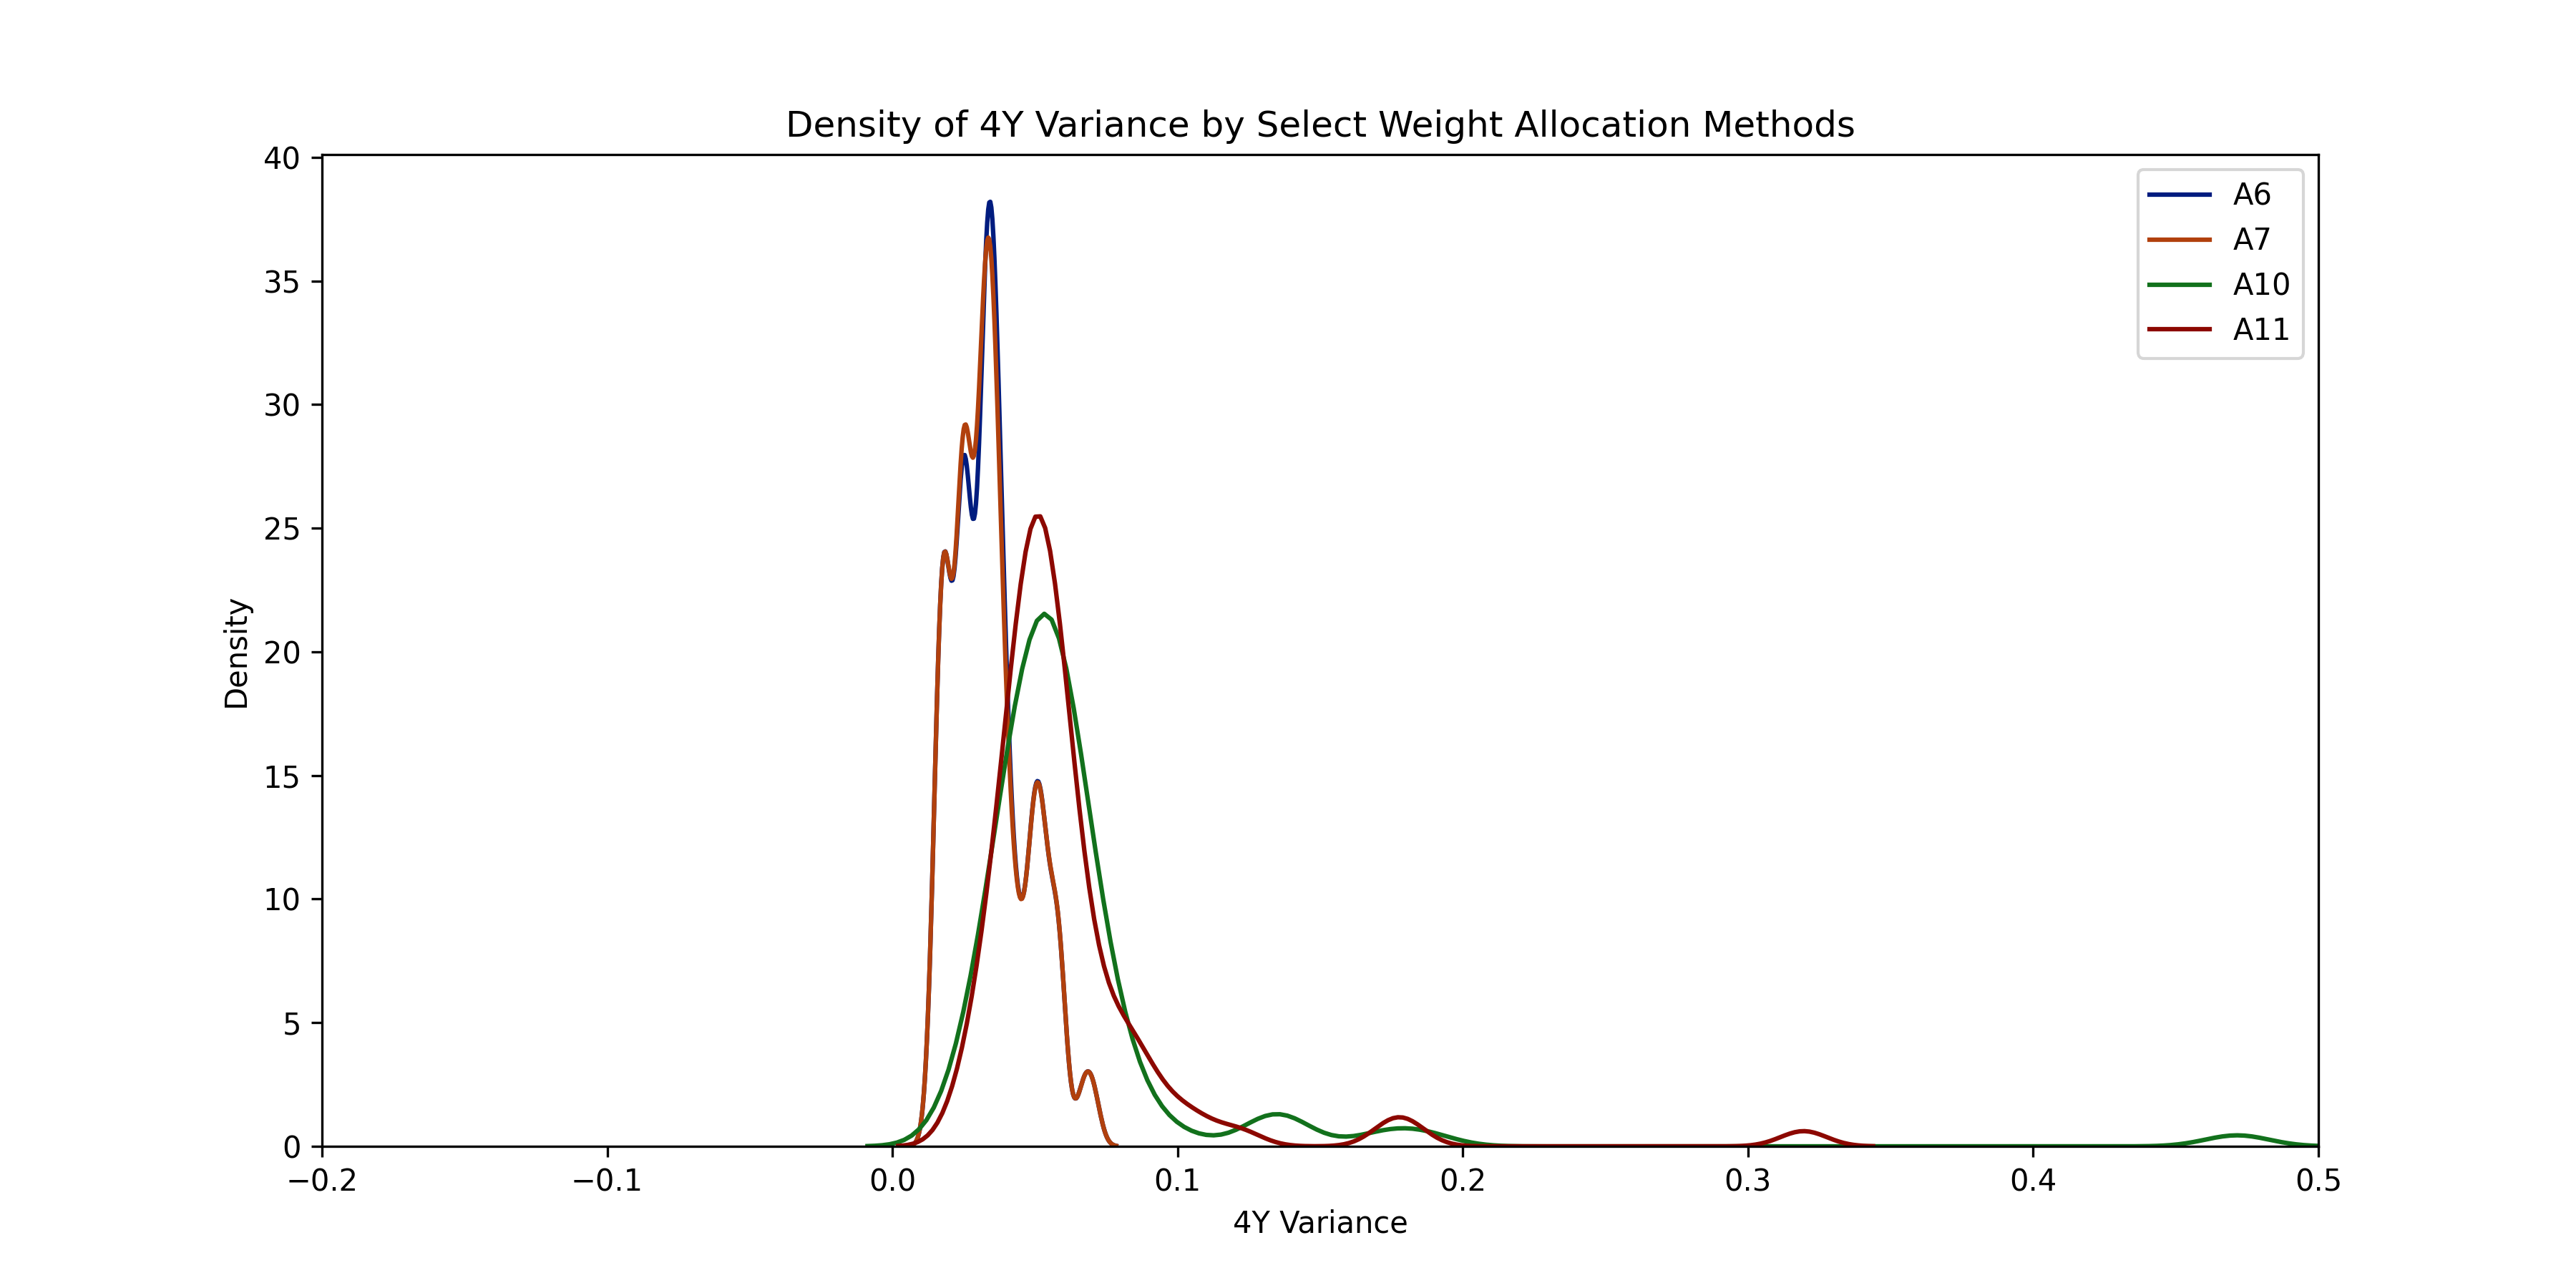 Density of 4Y Variance by Select Weight Allocation Methods
40
35
30
25
20
15
10
5
0
Density
A6
A7
A10
A11
−0.2 −0.1 0.0 0.1 0.2 0.3 0.4 0.5
4Y Variance